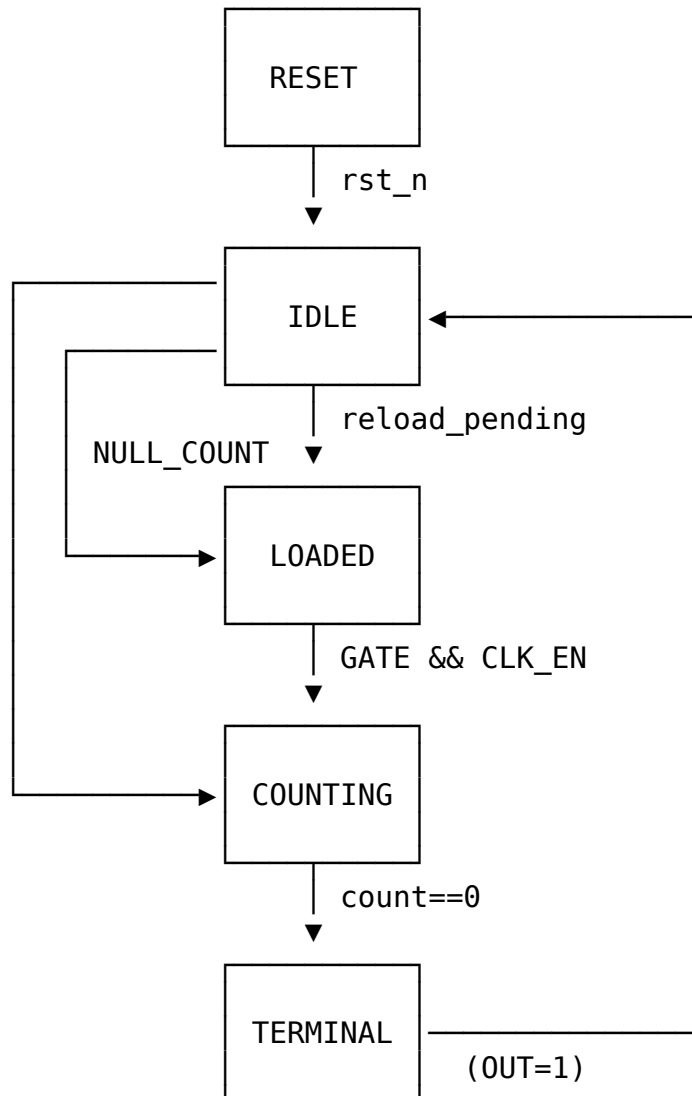 RESET
rst_n
IDLE
reload_pending
NULL_COUNT
LOADED
GATE && CLK_EN
COUNTING
count==0
TERMINAL
(OUT=1)